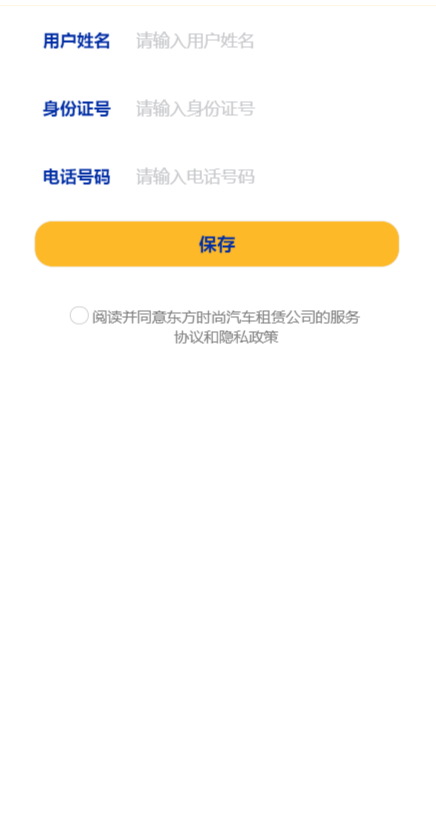 用户姓名 请输入用户姓名
身份证号 请输入身份证号
电话号码 请输入电话号码
保存
阅读并同意东方时尚汽车租赁公司的服务
协议和隐私政策